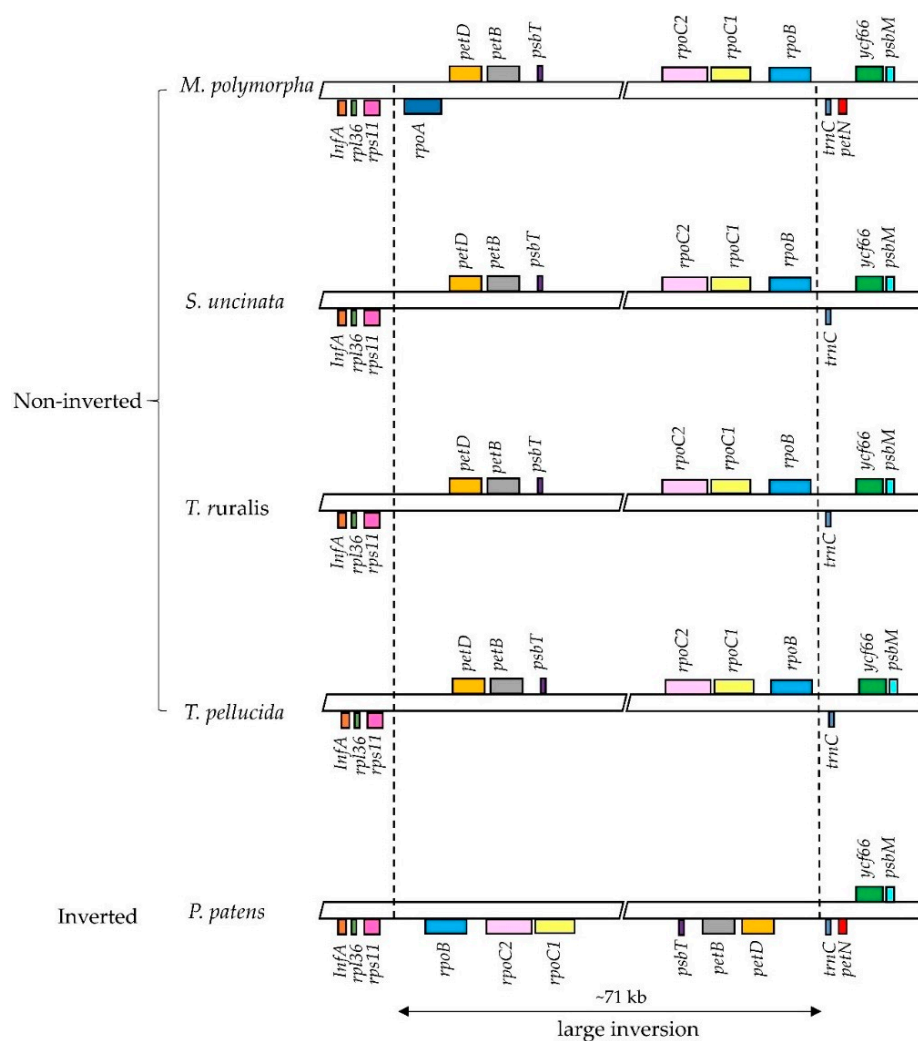 petD petB psbT rpoC2 rpoC1 rpoB ycf66 psbM
M. polymorpha
InfA rpl36 rps11 rpoA trnC petN
petD petB psbT rpoC2 rpoC1 rpoB ycf66 psbM
S. uncinata
InfA rpl36 rps11 trnC
Non-inverted
petD petB psbT rpoC2 rpoC1 rpoB ycf66 psbM
T. ruralis
InfA rpl36 rps11 trnC
petD petB psbT rpoC2 rpoC1 rpoB ycf66 psbM
T. pellucida
InfA rpl36 rps11 trnC
ycf66 psbM
Inverted
P. patens
InfA rpl36 rps11 rpoB rpoC2 rpoC1 psbT petB petD trnC petN
~71 kb
large inversion